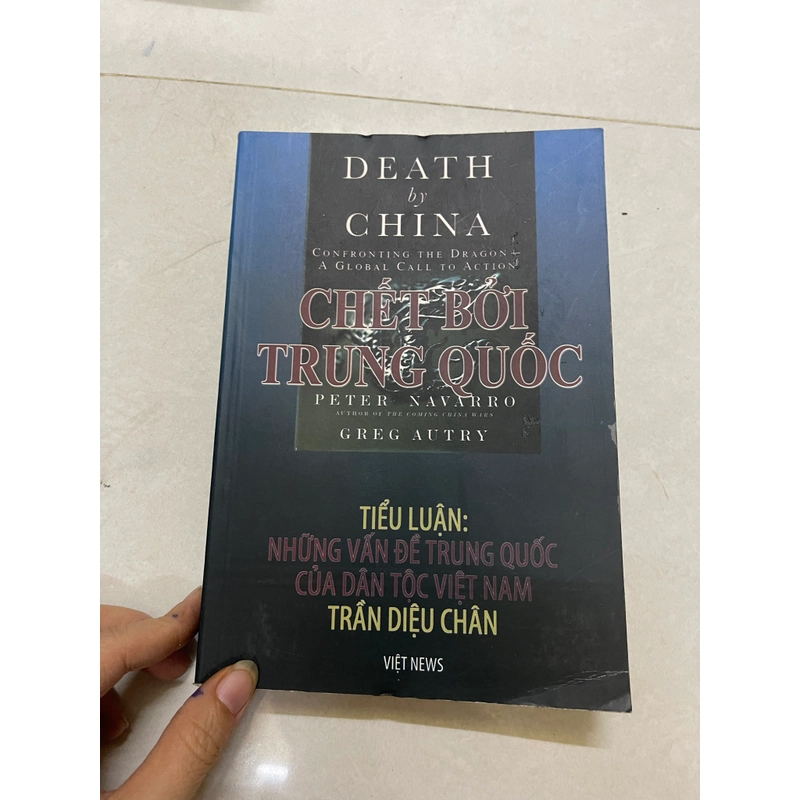 DEATH
by
CHINA
CONFRONTING THE DRAGON -
A GLOBAL CALL TO ACTION
CHẾT BỞI
TRUNG QUỐC
PETER NAVARRO
AUTHOR OF THE COMING CHINA WARS
GREG AUTRY
TIỂU LUẬN:
NHỮNG VẤN ĐỀ TRUNG QUỐC
CỦA DÂN TỘC VIỆT NAM
TRẦN DIỆU CHÂN
VIỆT NEWS